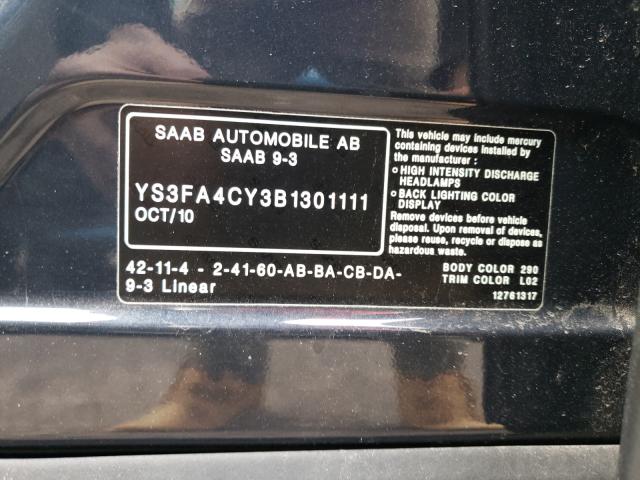 SAAB AUTOMOBILE AB
SAAB 9-3
YS3FA4CY3B1301111
OCT/10
42-11-4 - 2-41-60-AB-BA-CB-DA-
9-3 Linear
This vehicle may include mercury
containing devices installed by
the manufacturer :
○ HIGH INTENSITY DISCHARGE
HEADLAMPS
○ BACK LIGHTING COLOR
DISPLAY
Remove devices before vehicle
disposal. Upon removal of devices,
please reuse, recycle or dispose as
hazardous waste.
BODY COLOR 290
TRIM COLOR L02
12761317